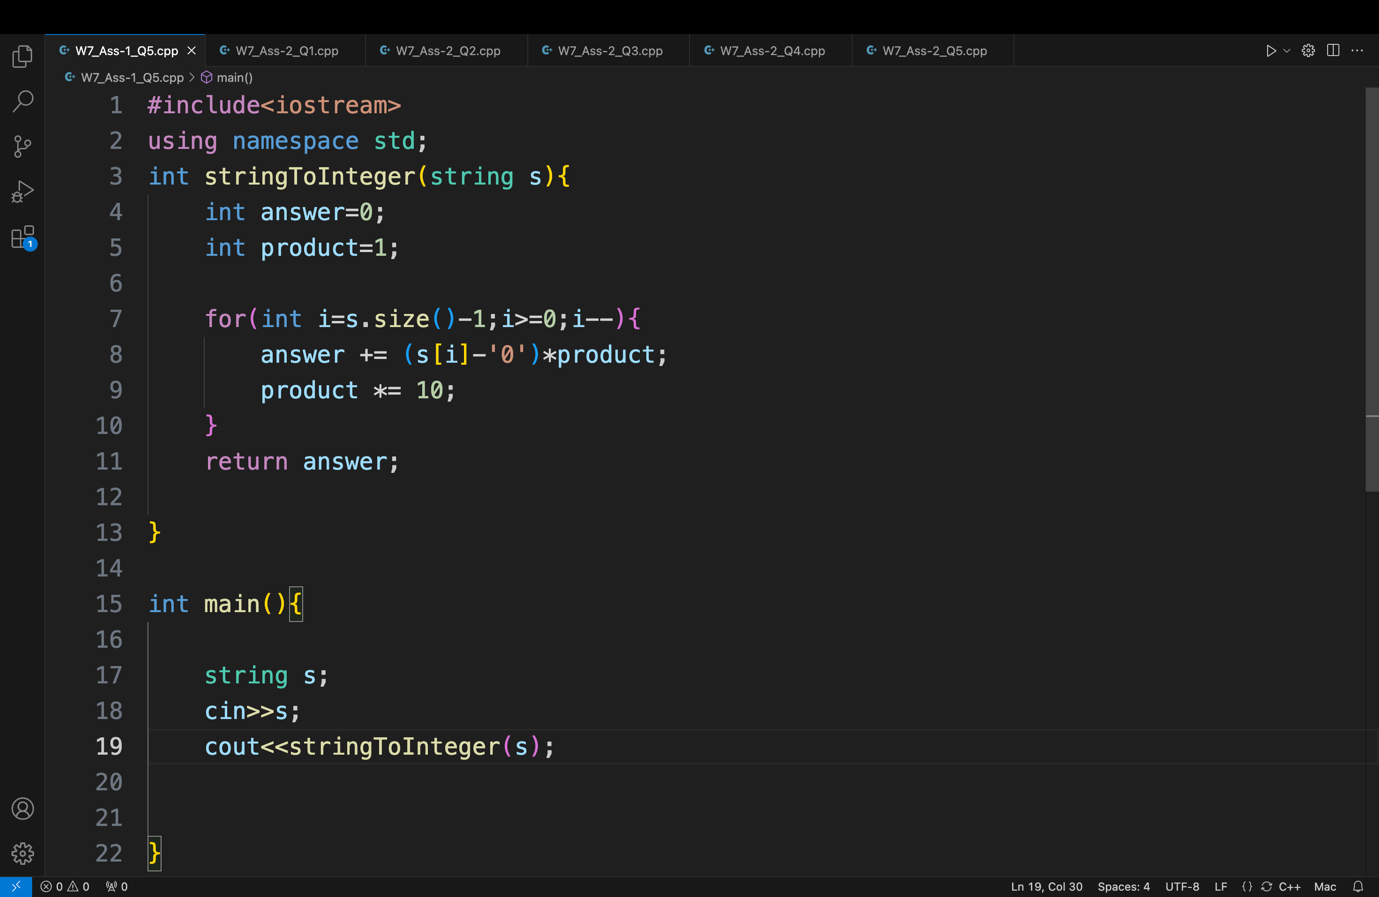 W7_Ass-1_Q5.cpp W7_Ass-2_Q1.cpp W7_Ass-2_Q2.cpp W7_Ass-2_Q3.cpp W7_Ass-2_Q4.cpp W7_Ass-2_Q5.cpp
W7_Ass-1_Q5.cpp > main()
1 #include<iostream>
2 using namespace std;
3 int stringToInteger(string s){
4     int answer=0;
5     int product=1;
6
7     for(int i=s.size()-1;i>=0;i--){
8         answer += (s[i]-'0')*product;
9         product *= 10;
10     }
11     return answer;
12
13 }
14
15 int main(){
16
17     string s;
18     cin>>s;
19     cout<<stringToInteger(s);
20
21
22 }
1
0 0 0 Ln 19, Col 30 Spaces: 4 UTF-8 LF {} C++ Mac